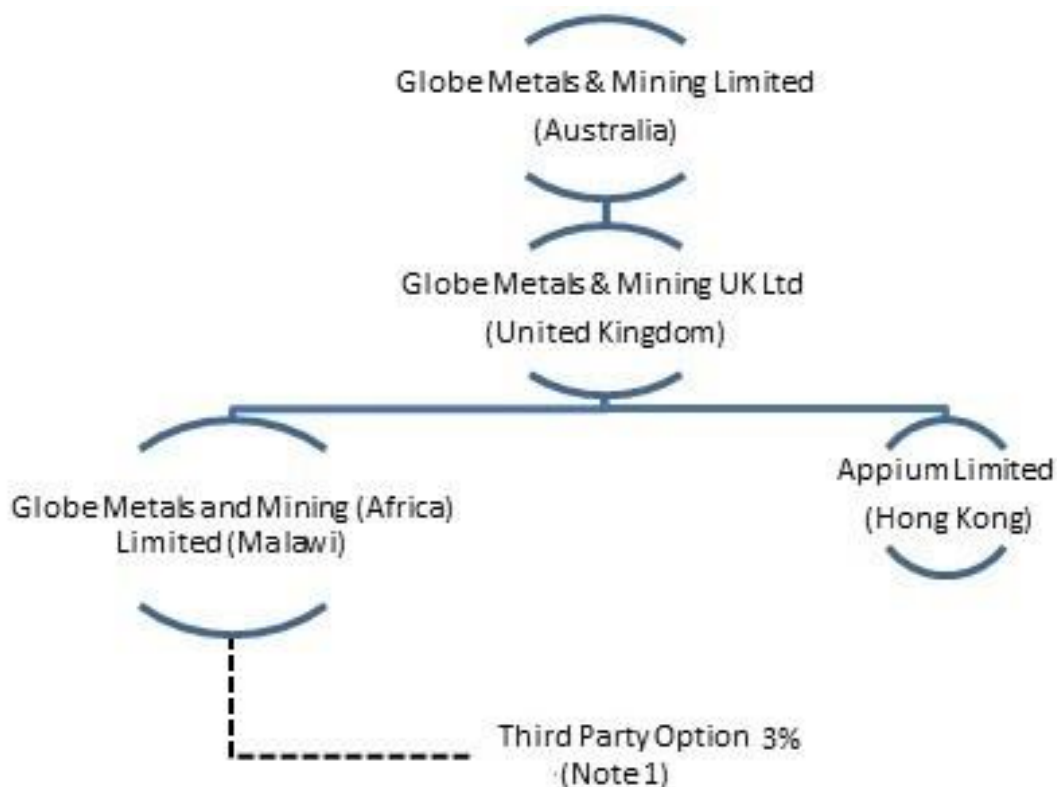 Globe Metals & Mining Limited
(Australia)
Globe Metals & Mining UK Ltd
(United Kingdom)
Globe Metals and Mining (Africa)
Limited (Malawi)
Appium Limited
(Hong Kong)
Third Party Option 3%
(Note 1)